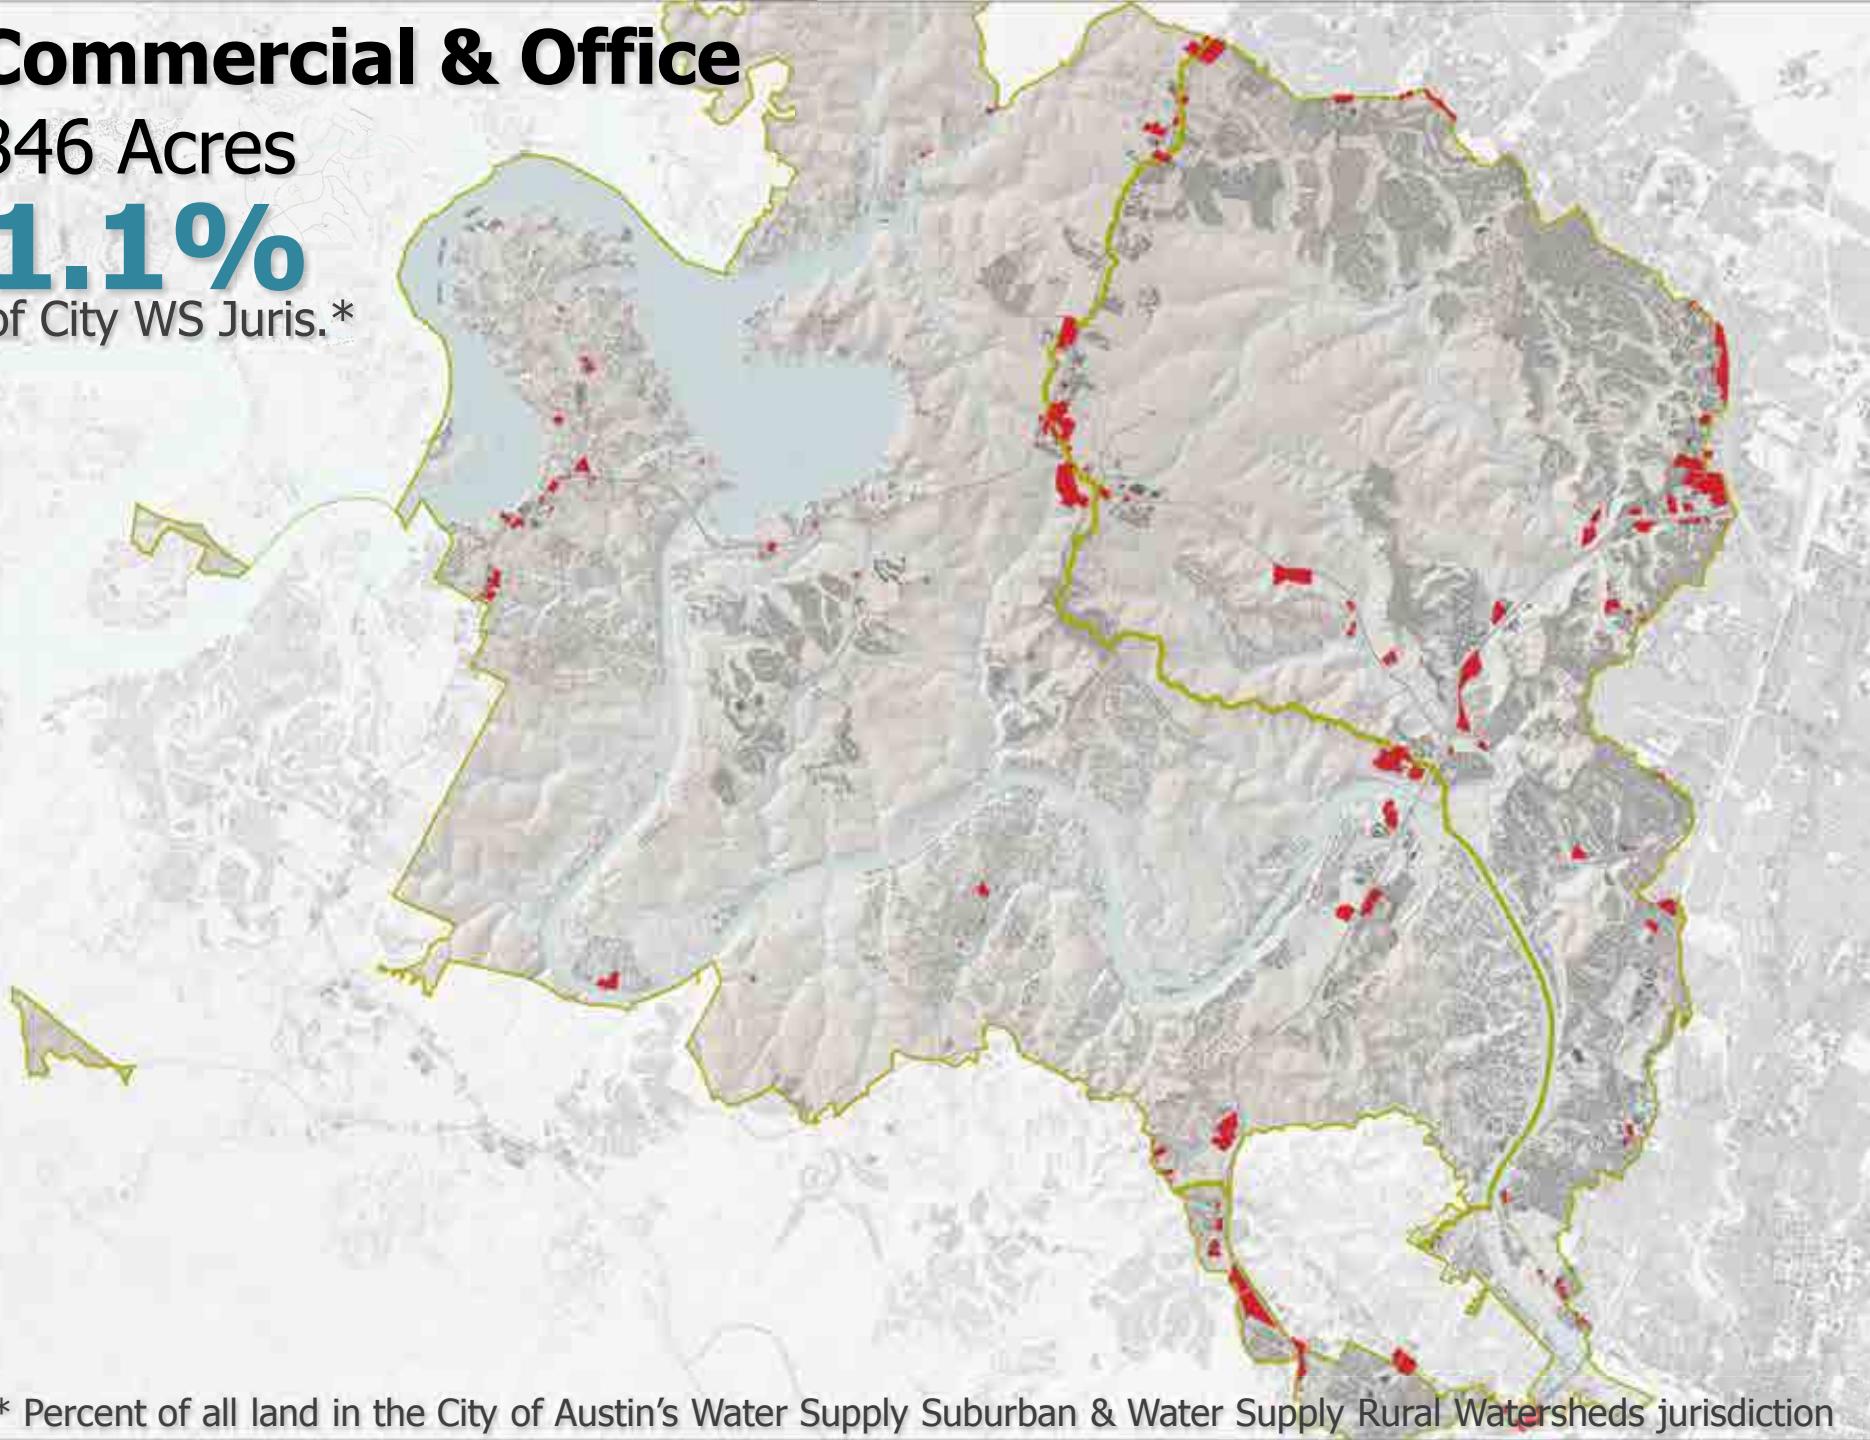 Commercial & Office
846 Acres
1.1%
of City WS Juris.*
* Percent of all land in the City of Austin's Water Supply Suburban & Water Supply Rural Watersheds jurisdiction